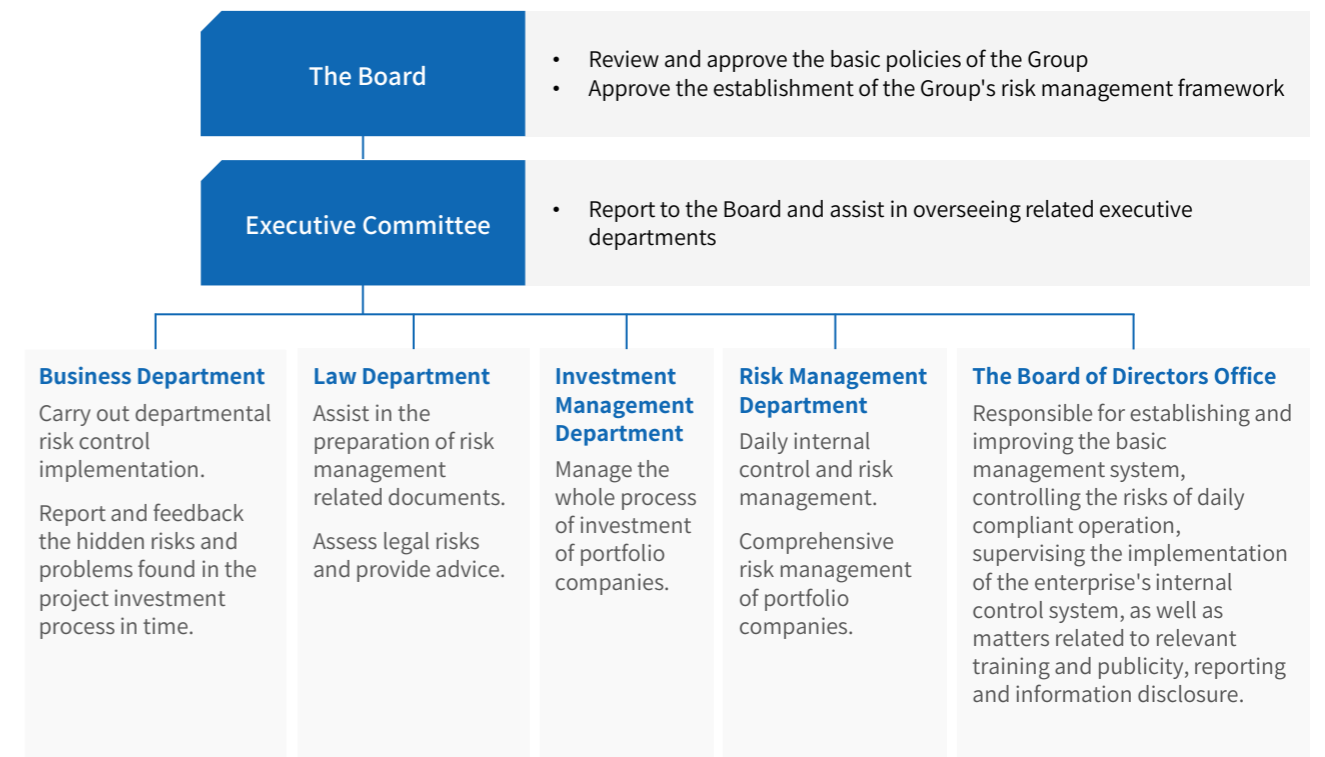 The Board
• Review and approve the basic policies of the Group
• Approve the establishment of the Group's risk management framework
Executive Committee
• Report to the Board and assist in overseeing related executive
departments
Business Department
Carry out departmental
risk control
implementation.
Report and feedback
the hidden risks and
problems found in the
project investment
process in time.
Law Department
Assist in the
preparation of risk
management
related documents.
Assess legal risks
and provide advice.
Investment
Management
Department
Manage the
whole process
of investment
of portfolio
companies.
Risk Management
Department
Daily internal
control and risk
management.
Comprehensive
risk management
of portfolio
companies.
The Board of Directors Office
Responsible for establishing and
improving the basic
management system,
controlling the risks of daily
compliant operation,
supervising the implementation
of the enterprise's internal
control system, as well as
matters related to relevant
training and publicity, reporting
and information disclosure.